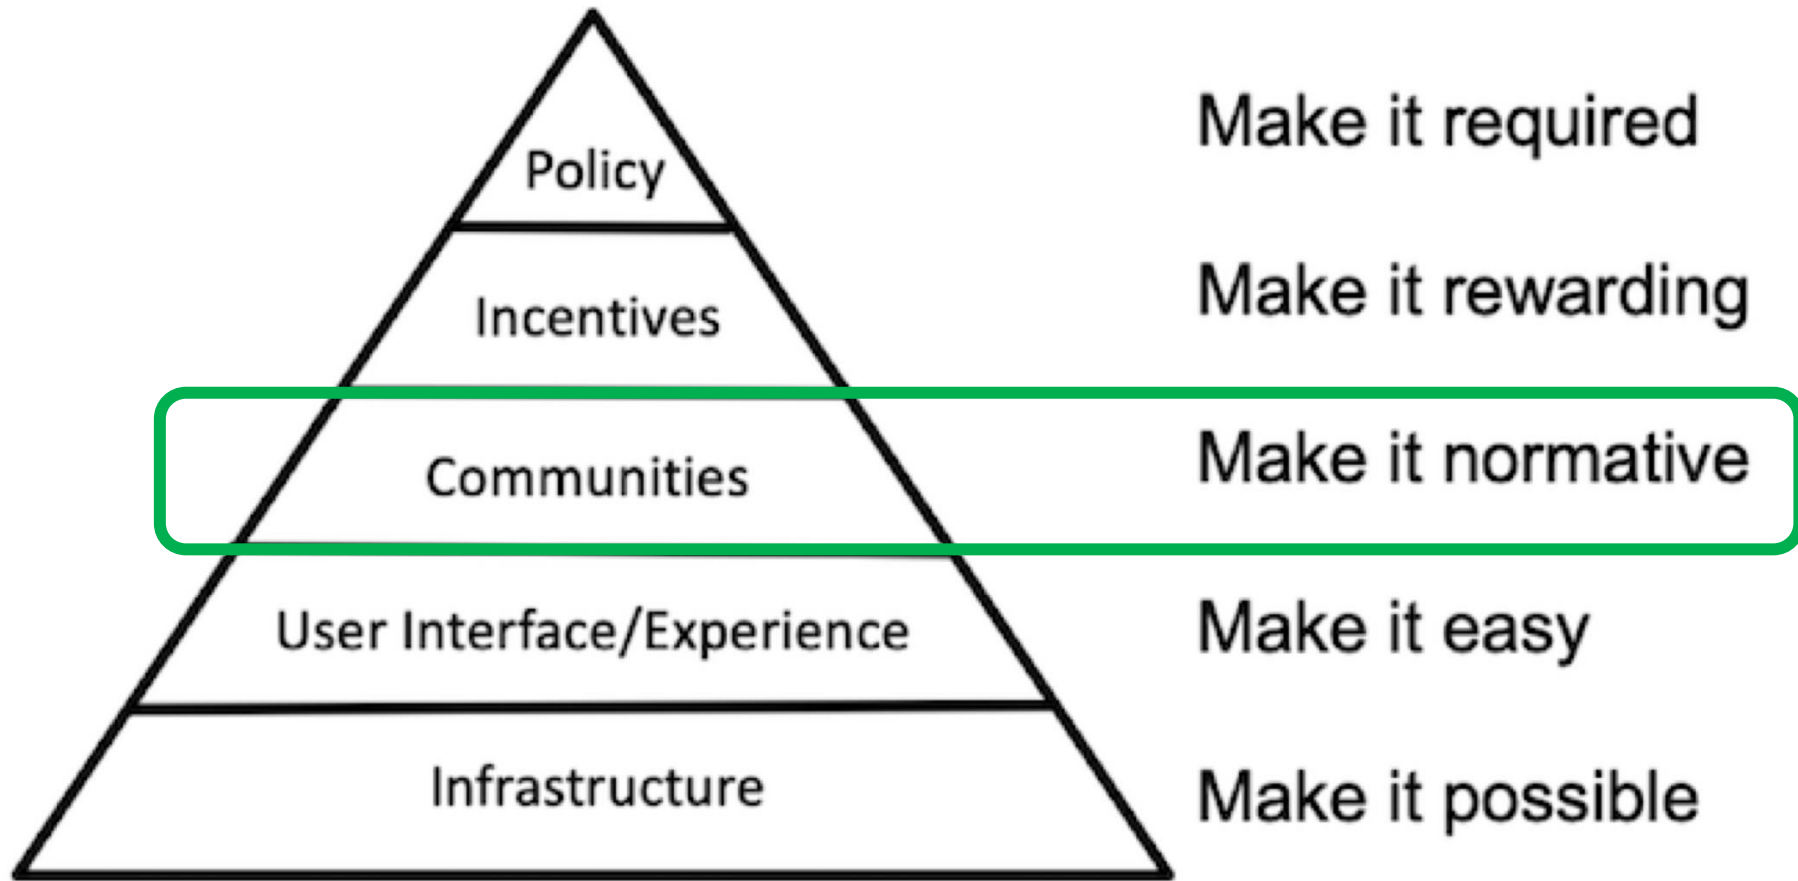 Policy
Make it required
Incentives
Make it rewarding
Communities
Make it normative
User Interface/Experience
Make it easy
Infrastructure
Make it possible